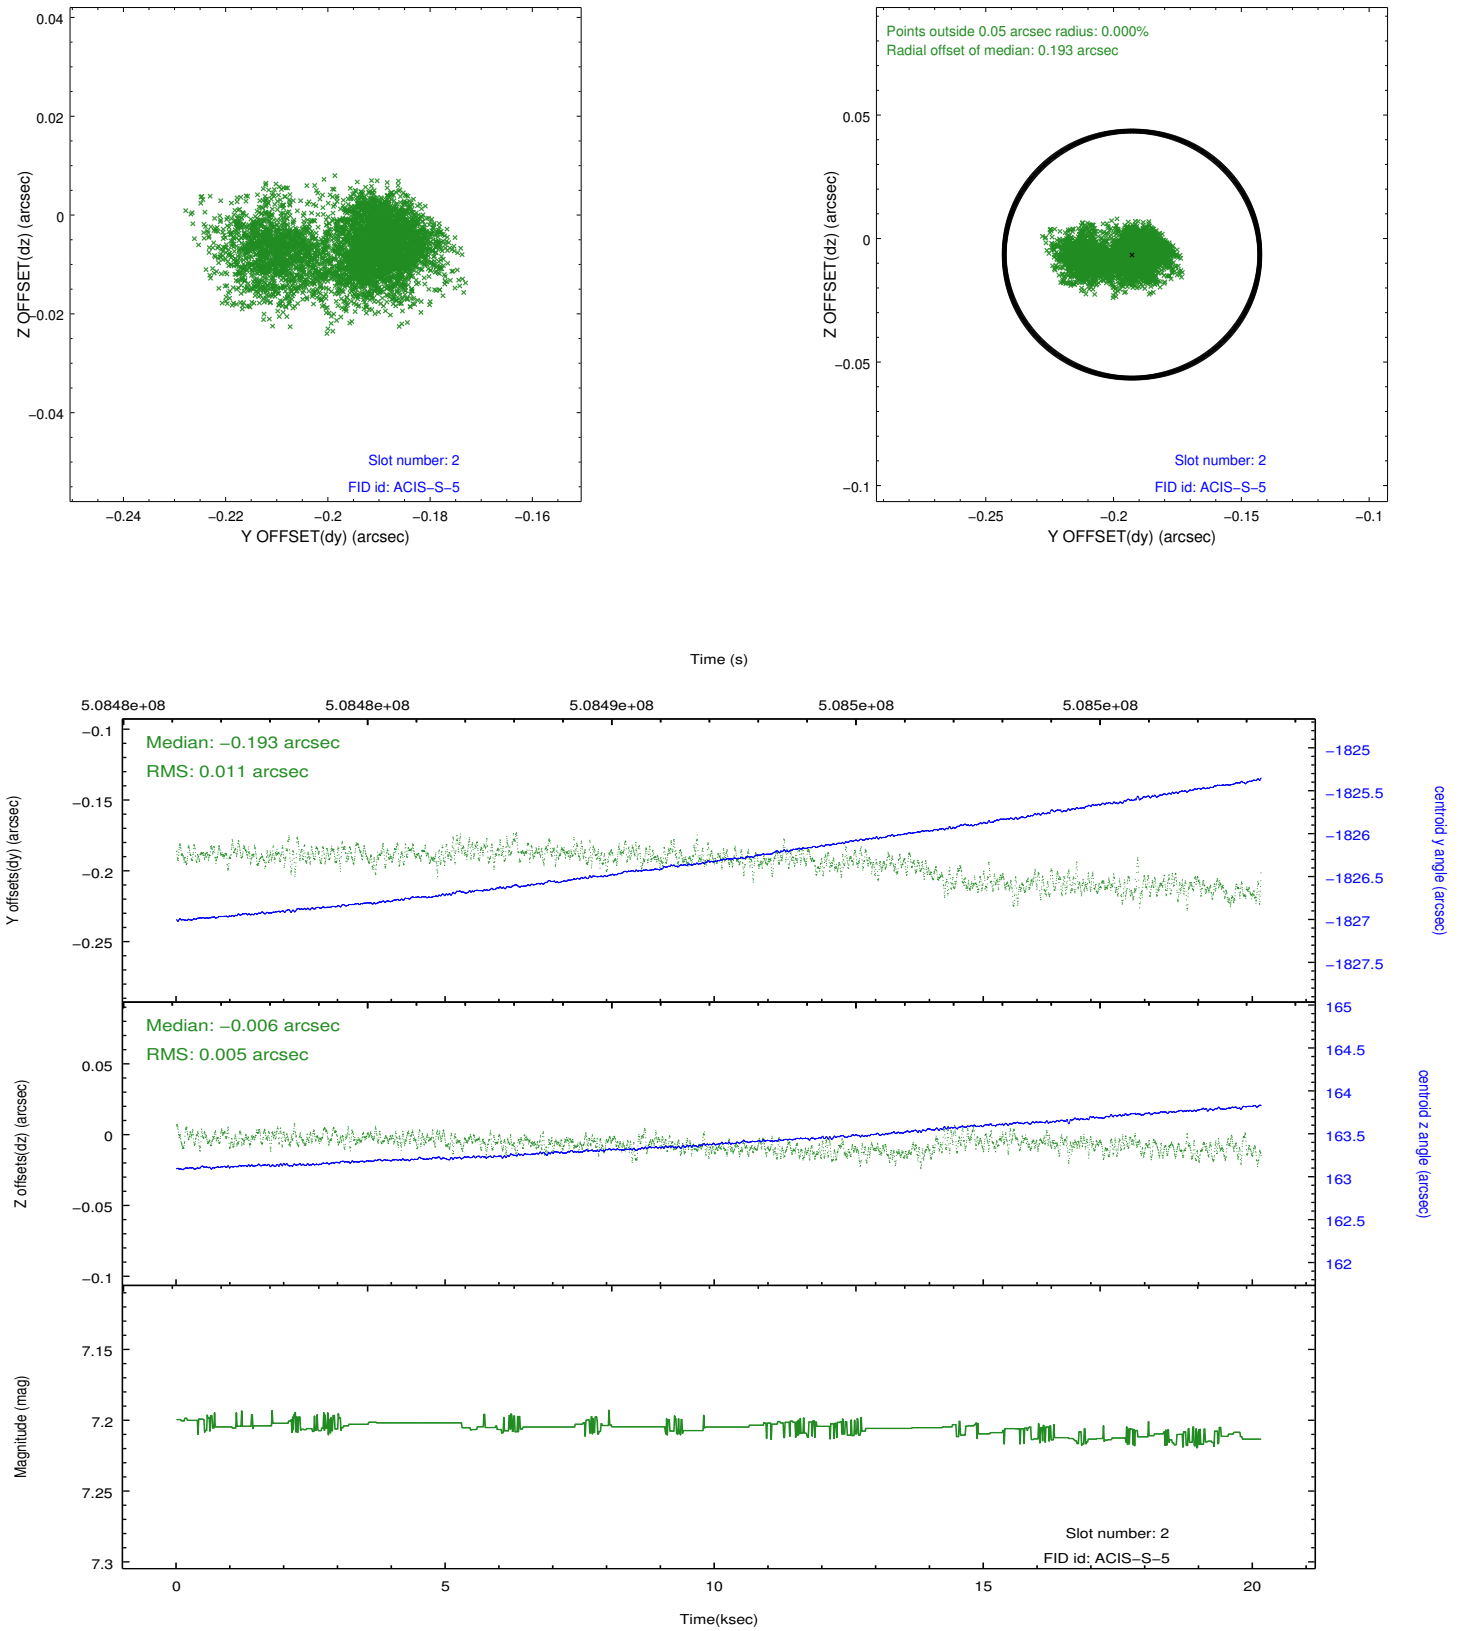 0.04
0.02
0
−0.02
−0.04
Z OFFSET(dz) (arcsec)
Slot number: 2
FID id: ACIS−S−5
−0.24 −0.22 −0.2 −0.18 −0.16
Y OFFSET(dy) (arcsec)
Points outside 0.05 arcsec radius: 0.000%
Radial offset of median: 0.193 arcsec
0.05
0
−0.05
−0.1
Z OFFSET(dz) (arcsec)
Slot number: 2
FID id: ACIS−S−5
−0.25 −0.2 −0.15 −0.1
Y OFFSET(dy) (arcsec)
Time (s)
5.0848e+08 5.0848e+08 5.0849e+08 5.085e+08 5.085e+08
Median: −0.193 arcsec
RMS: 0.011 arcsec
−0.1
−0.15
−0.2
−0.25
Y offsets(dy) (arcsec)
−1825
−1825.5
−1826
−1826.5
−1827
−1827.5
centroid y angle (arcsec)
Median: −0.006 arcsec
RMS: 0.005 arcsec
0.05
0
−0.05
−0.1
Z offsets(dz) (arcsec)
165
164.5
164
163.5
163
162.5
162
centroid z angle (arcsec)
7.15
7.2
7.25
7.3
Magnitude (mag)
Slot number: 2
FID id: ACIS−S−5
0 5 10 15 20
Time(ksec)